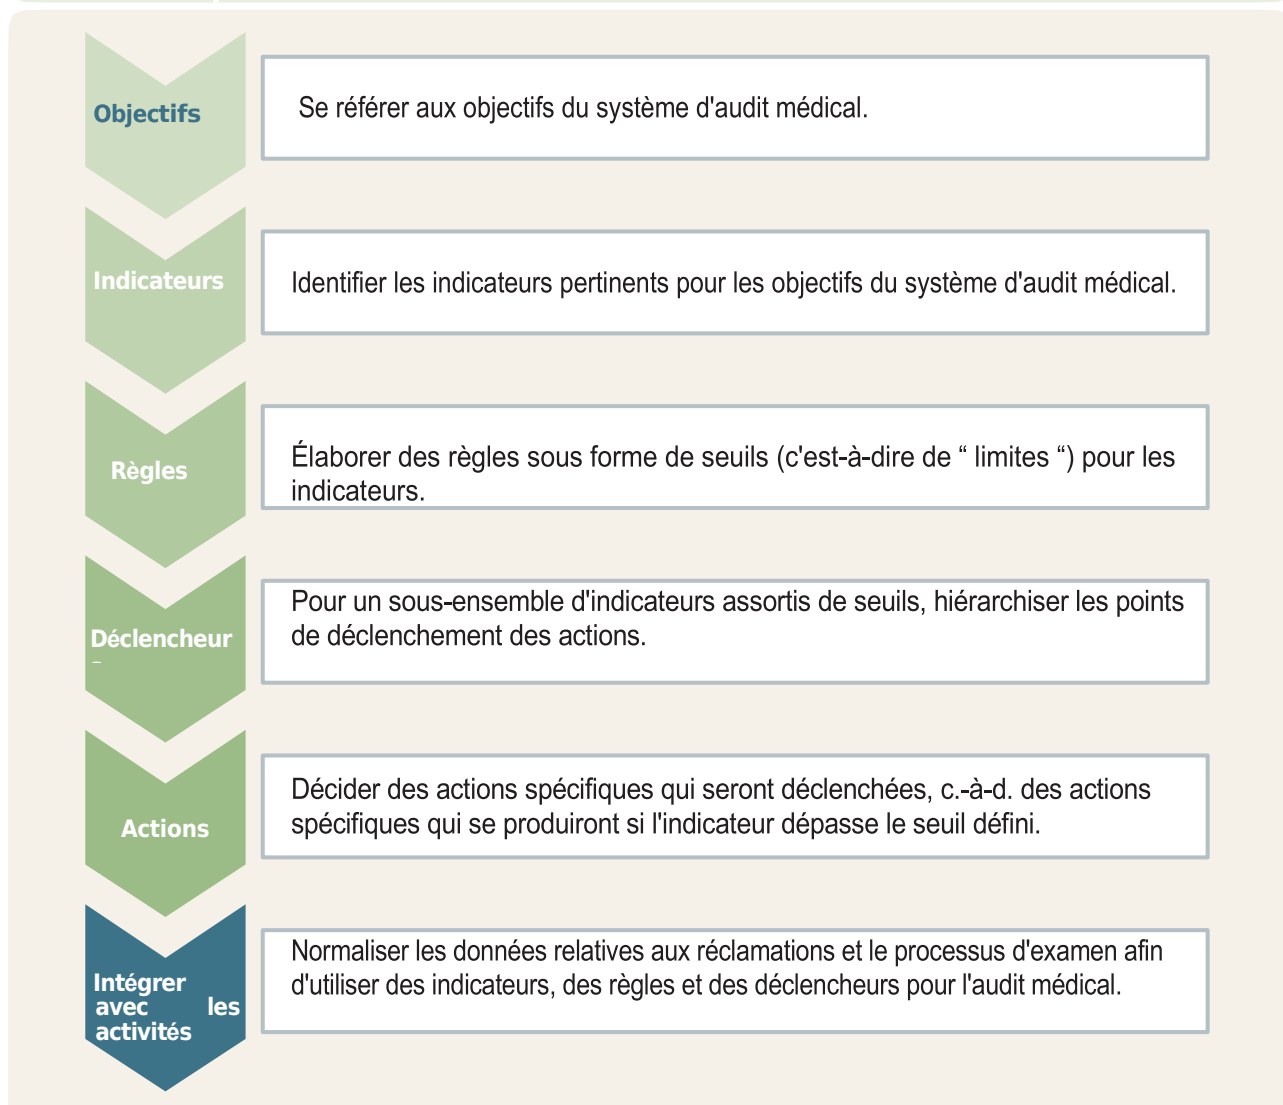 Objectifs
Se référer aux objectifs du système d'audit médical.
Indicateurs
Identifier les indicateurs pertinents pour les objectifs du système d'audit médical.
Règles
Élaborer des règles sous forme de seuils (c'est-à-dire de “ limites “) pour les
indicateurs.
Déclencheur
Pour un sous-ensemble d'indicateurs assortis de seuils, hiérarchiser les points
de déclenchement des actions.
Actions
Décider des actions spécifiques qui seront déclenchées, c.-à-d. des actions
spécifiques qui se produiront si l'indicateur dépasse le seuil défini.
Intégrer
avec les
activités
Normaliser les données relatives aux réclamations et le processus d'examen afin
d'utiliser des indicateurs, des règles et des déclencheurs pour l'audit médical.